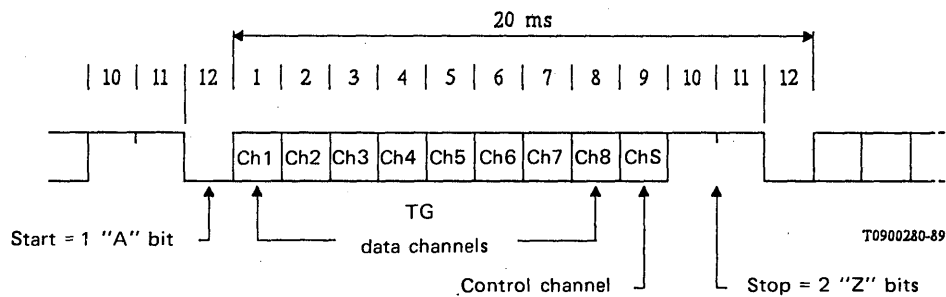 20 ms
10 11 12 1 2 3 4 5 6 7 8 9 10 11 12
Ch1 Ch2 Ch3 Ch4 Ch5 Ch6 Ch7 Ch8 ChS
TG
Start = 1 "A" bit
data channels
T0900280-89
Control channel
Stop = 2 "Z" bits